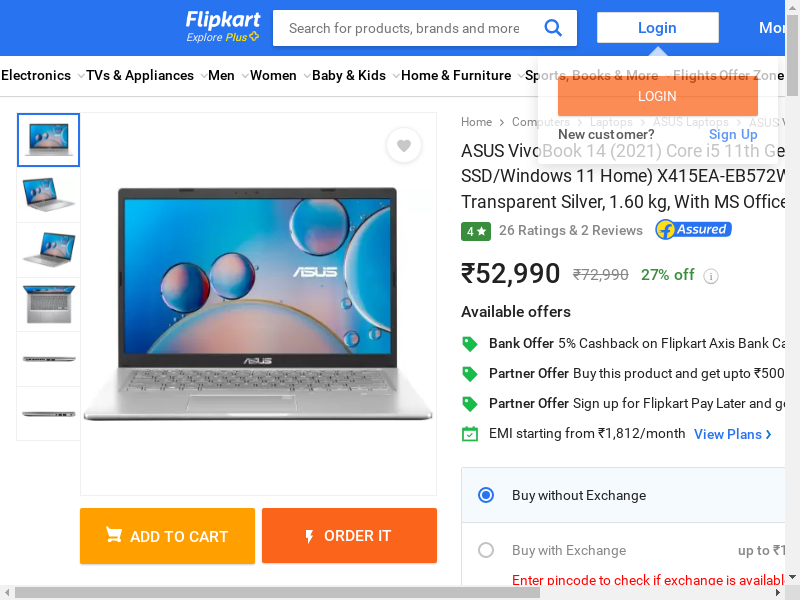 Flipkart
Explore Plus
Search for products, brands and more
Login
Electronics
TVs & Appliances
Men
Women
Baby & Kids
Home & Furniture
Sports, Books & More
Flights
Offer Zone
LOGIN
New customer?
Sign Up
Home
Computers
Laptops
ASUS Laptops
ASUS
ASUS VivoBook 14 (2021) Core i5 11th
SSD/Windows 11 Home) X415EA-EB572W
Transparent Silver, 1.60 kg, With MS Office
4
26 Ratings & 2 Reviews
Assured
₹52,990
₹72,990
27% off
Available offers
Bank Offer 5% Cashback on Flipkart Axis Bank
Partner Offer Buy this product and get upto ₹500
Partner Offer Sign up for Flipkart Pay Later and
EMI starting from ₹1,812/month
View Plans
Buy without Exchange
Buy with Exchange
up to
Enter pincode to check if exchange is available
ASUS
ASUS
ADD TO CART
ORDER IT